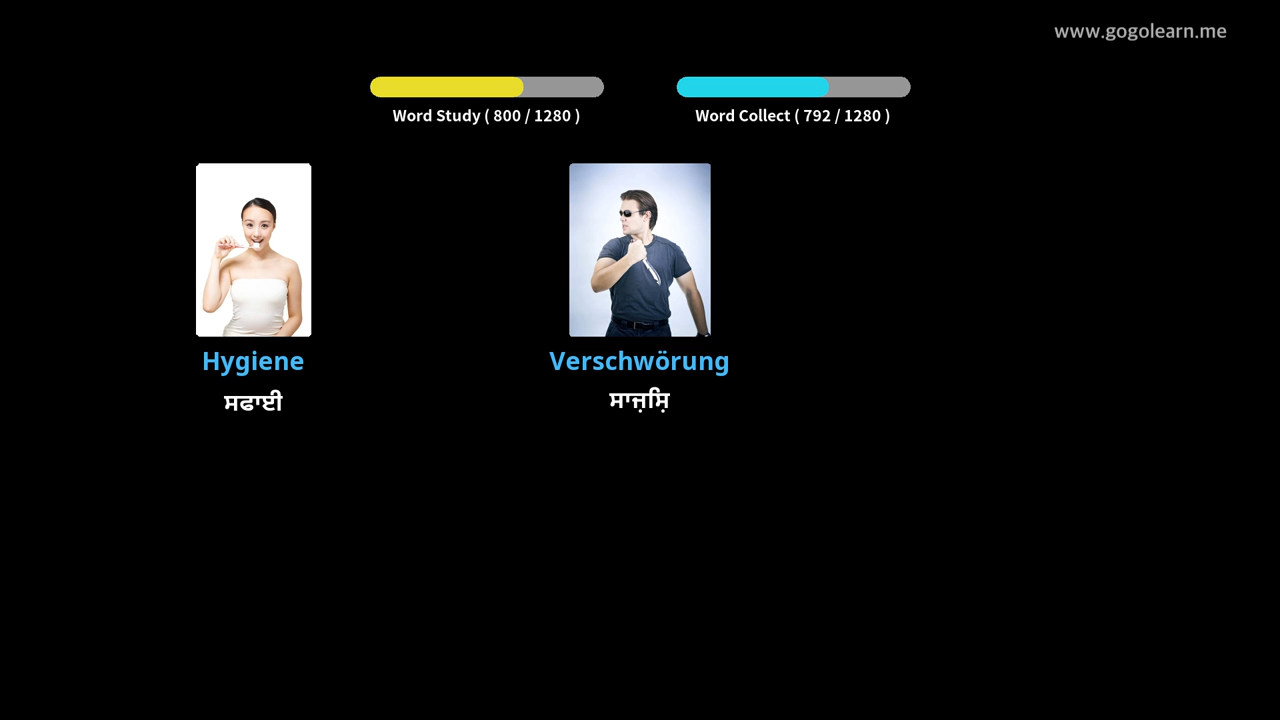 www.gogolearn.me
Word Study ( 800 / 1280 )
Word Collect ( 792 / 1280 )
Hygiene
Verschwörung
ਸਫਾਈ
ਸਾਜ਼ਸ਼ਿ